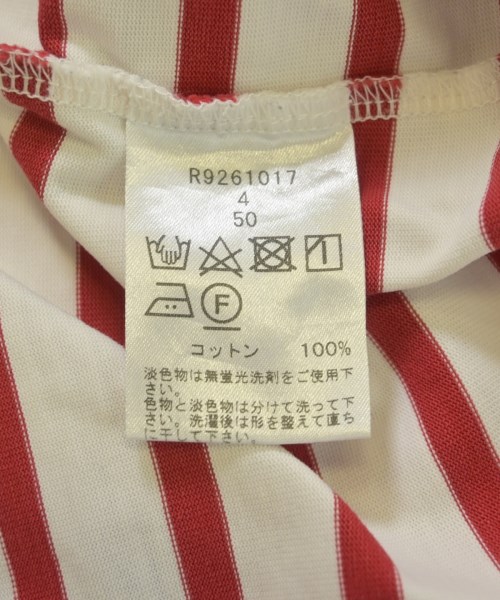 R9261017
4
50
F
コットン 100%
淡色物は無蛍光洗剤をご使用下
さい。
色物と淡色物は分けて洗って下
さい。洗濯後は形を整えて直ち
に干して下さい。